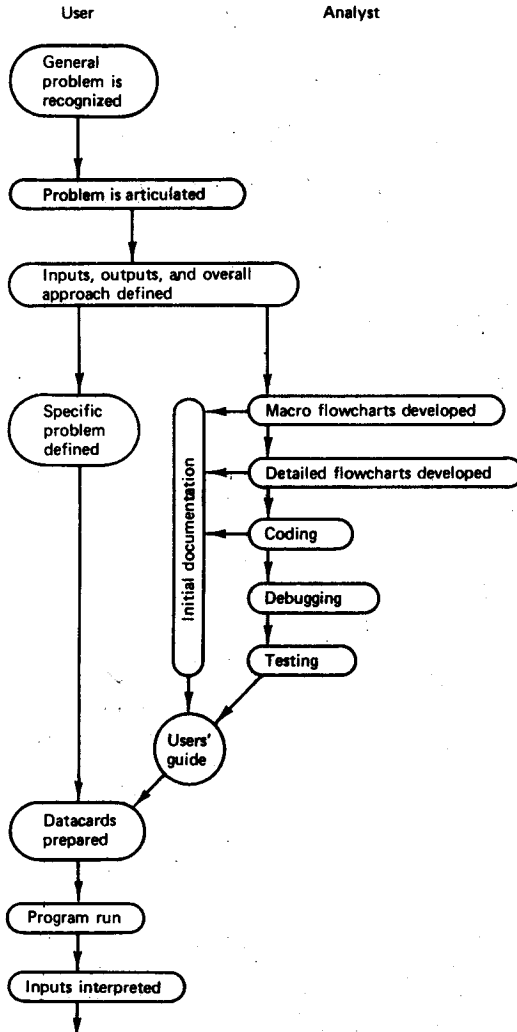 User
Analyst
General
problem is
recognized
Problem is articulated
Inputs, outputs, and overall
approach defined
Specific
problem
defined
Initial documentation
Macro flowcharts developed
Detailed flowcharts developed
Coding
Debugging
Testing
Users'
guide
Datacards
prepared
Program run
Inputs interpreted